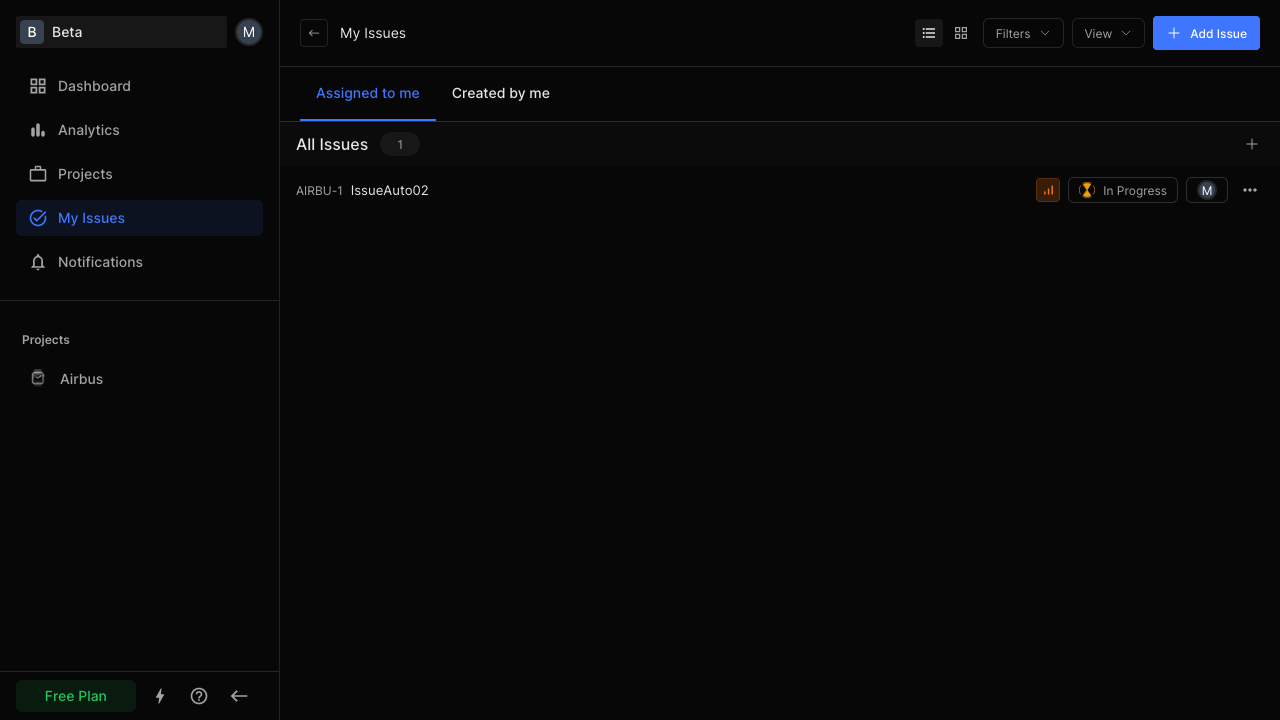 B Beta M
Dashboard
Analytics
Projects
My Issues
Notifications
Projects
Airbus
Free Plan
My Issues
Filters View Add Issue
Assigned to me Created by me
All Issues 1
AIRBU-1 IssueAuto02 In Progress M